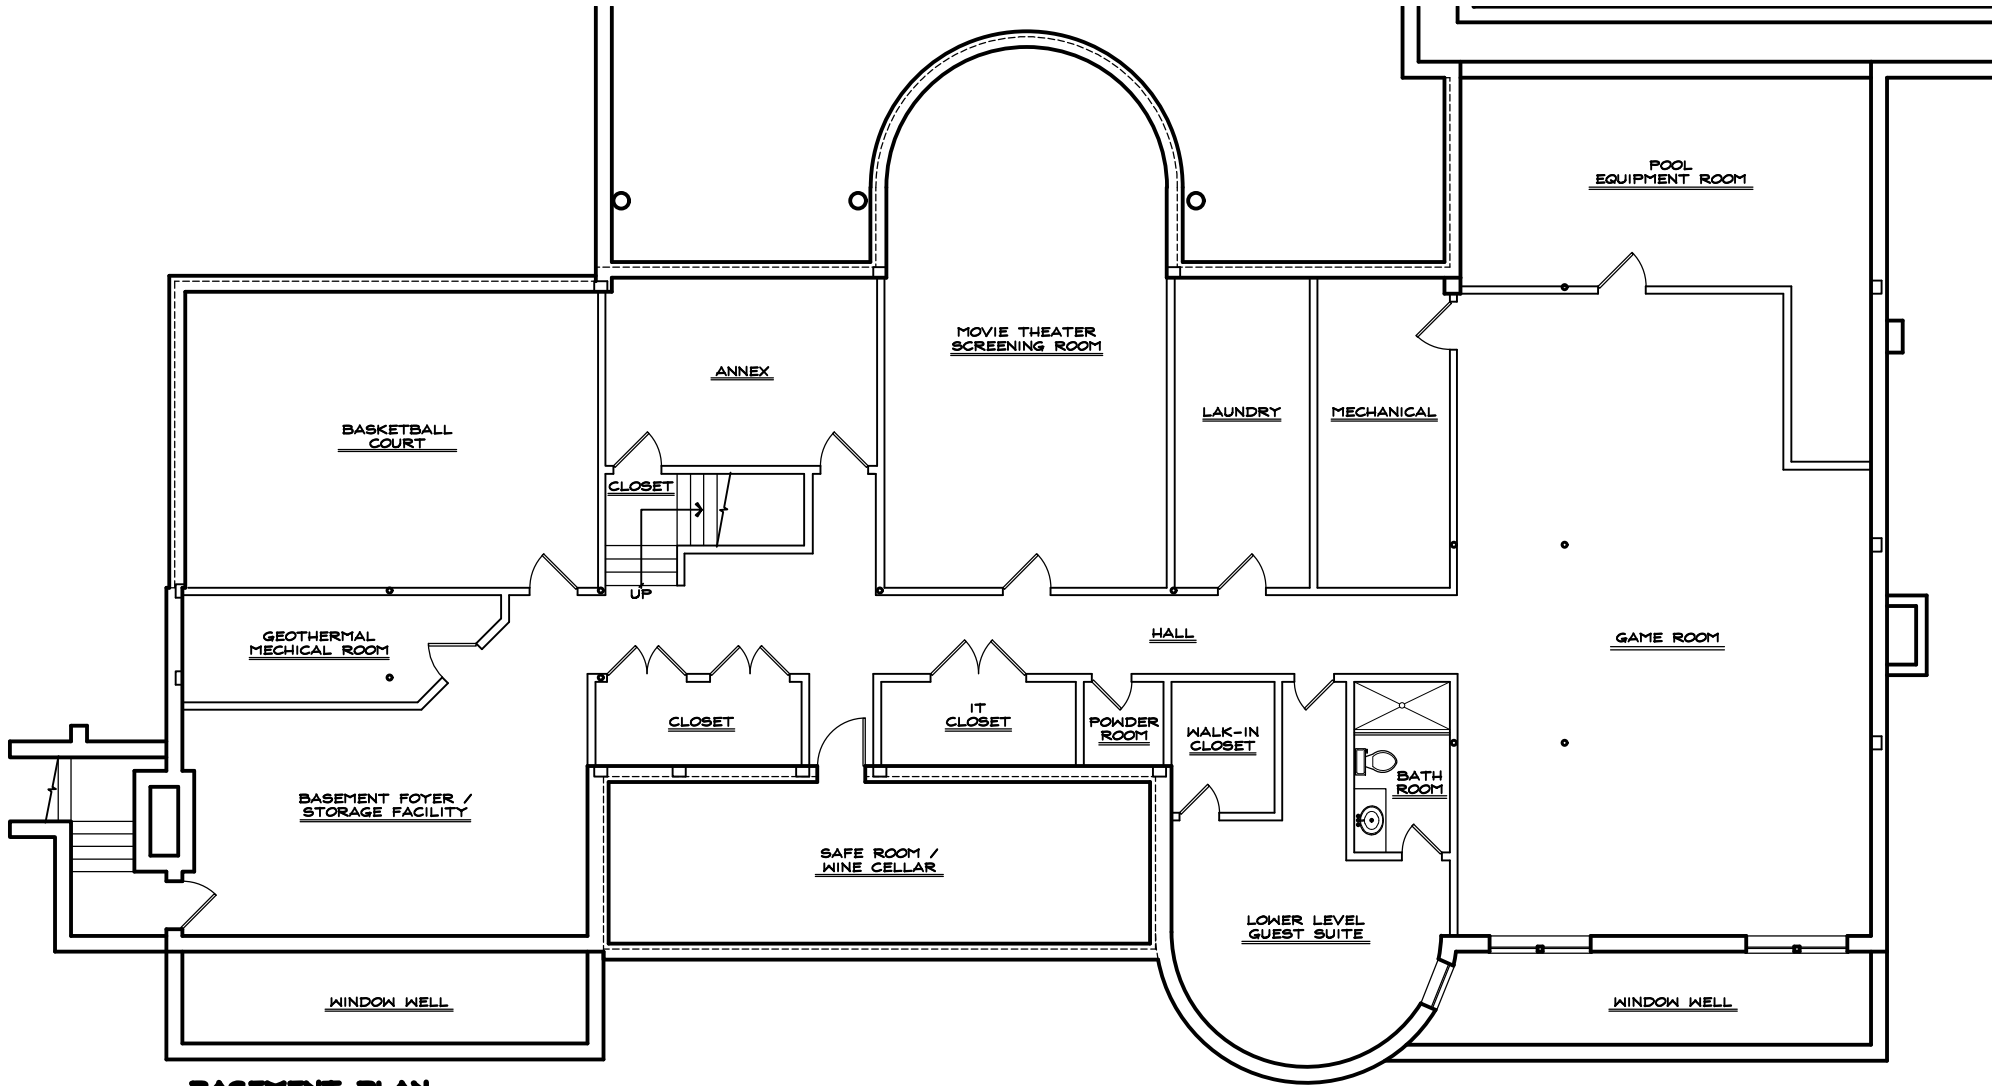 POOL
EQUIPMENT ROOM
MOVIE THEATER
SCREENING ROOM
ANNEX
LAUNDRY
MECHANICAL
BASKETBALL
COURT
CLOSET
UP
GEOTHERMAL
MECHICAL ROOM
HALL
GAME ROOM
CLOSET
IT
CLOSET
POWDER
ROOM
WALK-IN
CLOSET
BATH
ROOM
BASEMENT FOYER /
STORAGE FACILITY
SAFE ROOM /
WINE CELLAR
LOWER LEVEL
GUEST SUITE
WINDOW WELL
WINDOW WELL
BASEMENT PLAN